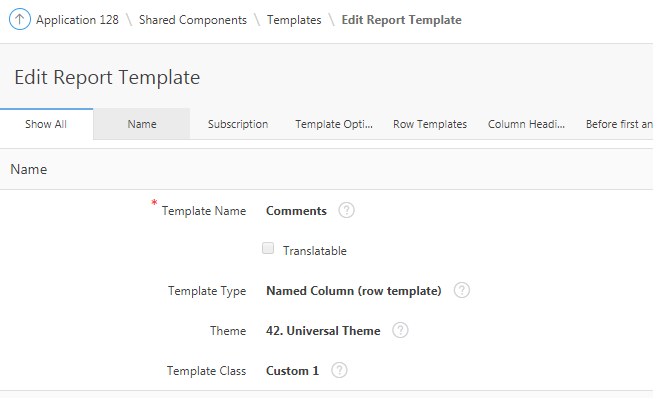 Application 128 \ Shared Components \ Templates \ Edit Report Template
Edit Report Template
Show All Name Subscription Template Opti... Row Templates Column Headi... Before first an
Name
* Template Name Comments ?
Translatable
Template Type Named Column (row template) ?
Theme 42. Universal Theme ?
Template Class Custom 1 ?